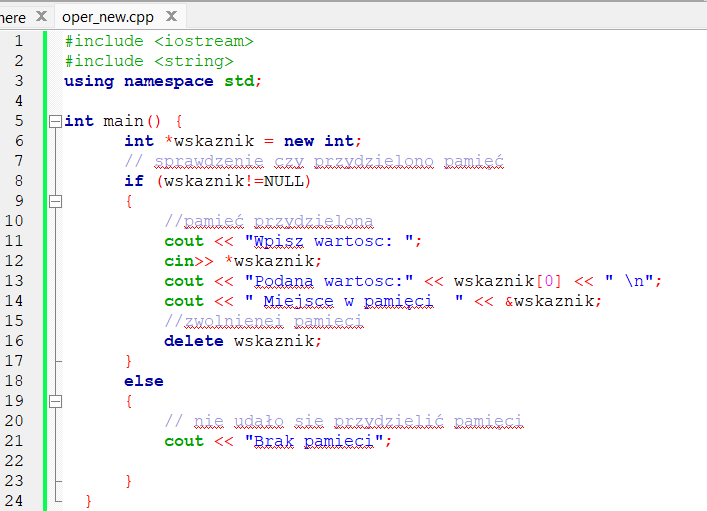 here X oper_new.cpp X
1 #include <iostream>
2 #include <string>
3 using namespace std;
4
5 int main() {
6 int *wskaznik = new int;
7 // sprawdzenie czy przydzielono pamięć
8 if (wskaznik!=NULL)
9 {
10 //pamięć przydzielona
11 cout << "Wpisz wartosc: ";
12 cin>> *wskaznik;
13 cout << "Podana wartosc:" << wskaznik[0] << " \n";
14 cout << " Miejsce w pamięci  " << &wskaznik;
15 //zwolnienei pamieci
16 delete wskaznik;
17 }
18 else
19 {
20 // nie udało sie przydzielić pamięci
21 cout << "Brak pamieci";
22
23 }
24 }